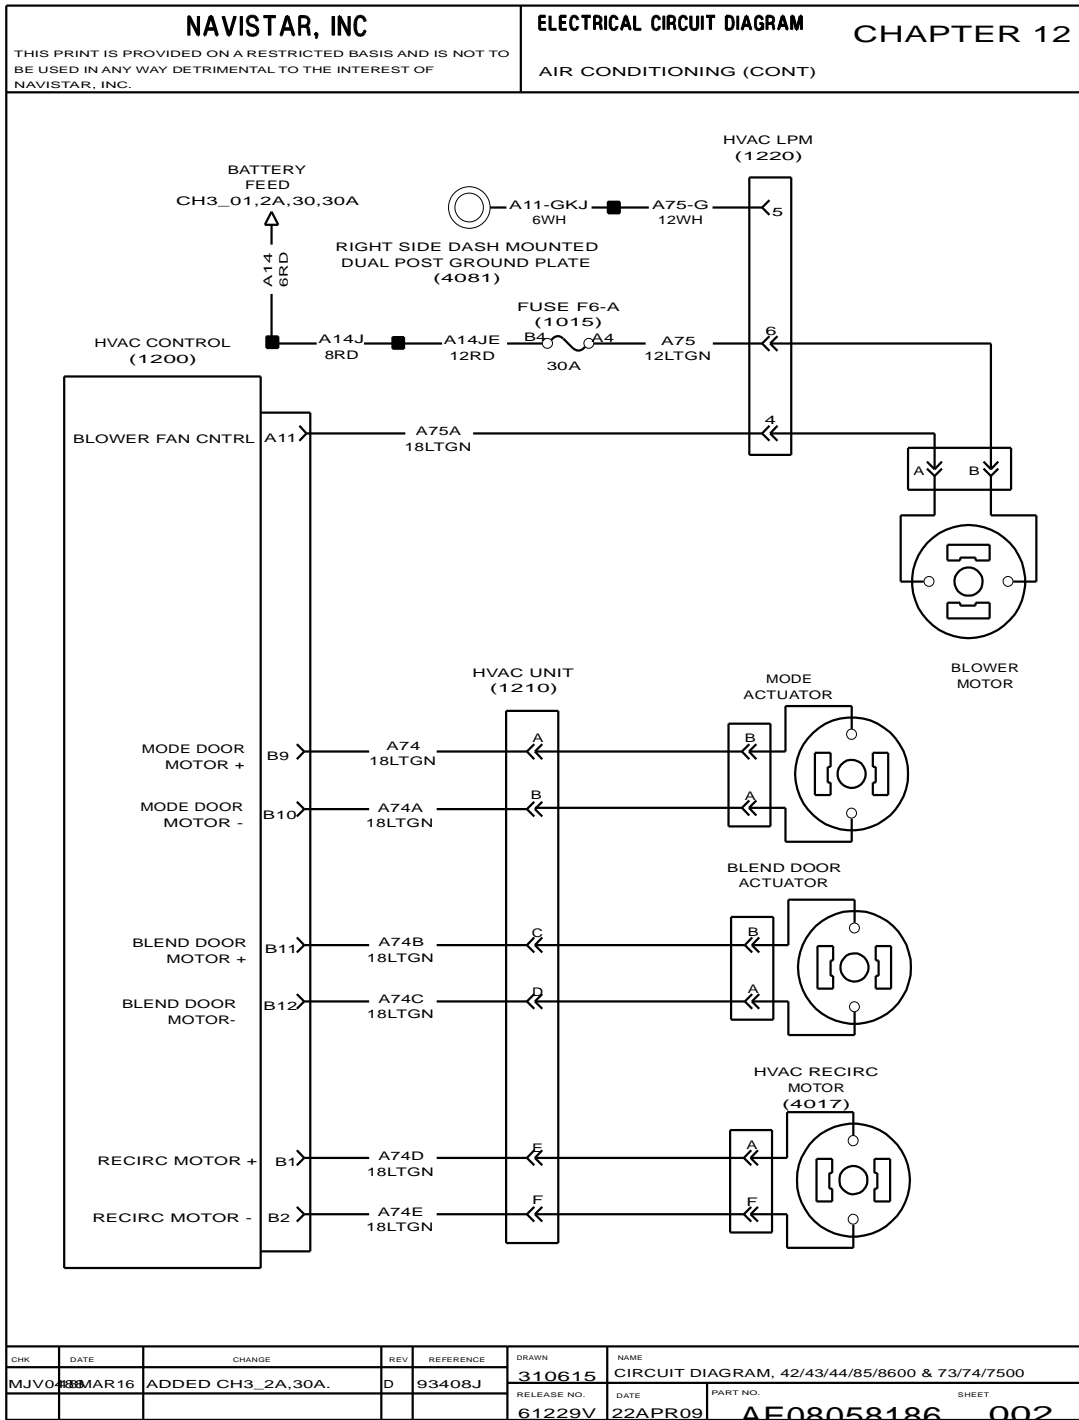 NAVISTAR, INC
THIS PRINT IS PROVIDED ON A RESTRICTED BASIS AND IS NOT TO
BE USED IN ANY WAY DETRIMENTAL TO THE INTEREST OF
NAVISTAR, INC.
ELECTRICAL CIRCUIT DIAGRAM
CHAPTER 12
AIR CONDITIONING (CONT)
HVAC LPM
(1220)
BATTERY
FEED
CH3_01,2A,30,30A
A11-GKJ
6WH
A75-G
12WH
5
RIGHT SIDE DASH MOUNTED
DUAL POST GROUND PLATE
(4081)
A14
6RD
FUSE F6-A
(1015)
HVAC CONTROL
(1200)
A14J
8RD
A14JE
12RD
B4
A4
30A
A75
12LTGN
6
BLOWER FAN CNTRL
A11
A75A
18LTGN
4
A
B
BLOWER
MOTOR
HVAC UNIT
(1210)
MODE
ACTUATOR
MODE DOOR
MOTOR +
B9
A74
18LTGN
A
B
MODE DOOR
MOTOR -
B10
A74A
18LTGN
B
A
BLEND DOOR
ACTUATOR
BLEND DOOR
MOTOR +
B11
A74B
18LTGN
C
B
BLEND DOOR
MOTOR-
B12
A74C
18LTGN
D
A
HVAC RECIRC
MOTOR
(4017)
RECIRC MOTOR +
B1
A74D
18LTGN
E
A
RECIRC MOTOR -
B2
A74E
18LTGN
F
F
CHK
DATE
CHANGE
REV
REFERENCE
DRAWN
NAME
ADDED CH3_2A,30A.
D
93408J
310615
CIRCUIT DIAGRAM, 42/43/44/85/8600 & 73/74/7500
RELEASE NO.
DATE
PART NO.
SHEET
61229V
22APR09
AE08058186
002